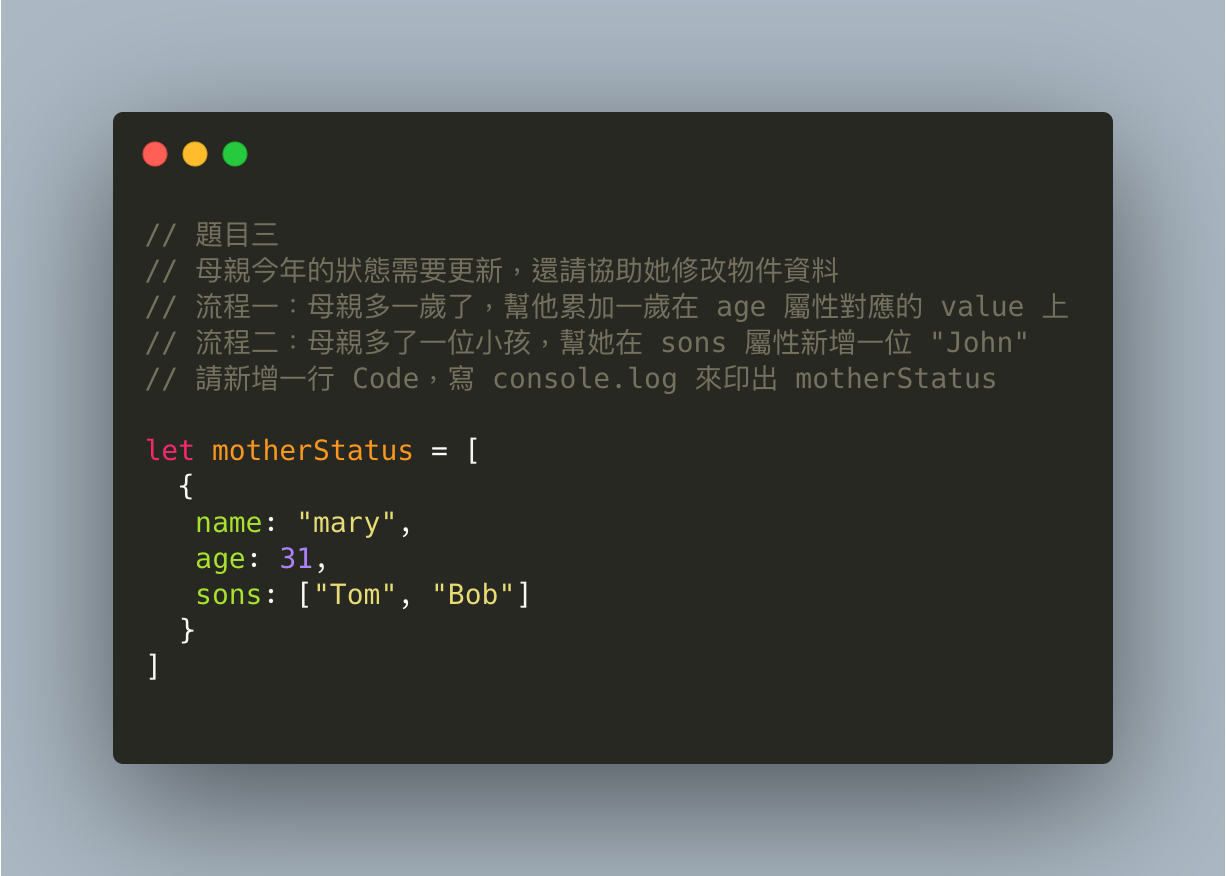 // 題目三
// 母親今年的狀態需要更新，還請協助她修改物件資料
// 流程一：母親多一歲了，幫他累加一歲在 age 屬性對應的 value 上
// 流程二：母親多了一位小孩，幫她在 sons 屬性新增一位 "John"
// 請新增一行 Code，寫 console.log 來印出 motherStatus
let motherStatus = [
  {
   name: "mary",
   age: 31,
   sons: ["Tom", "Bob"]
  }
]